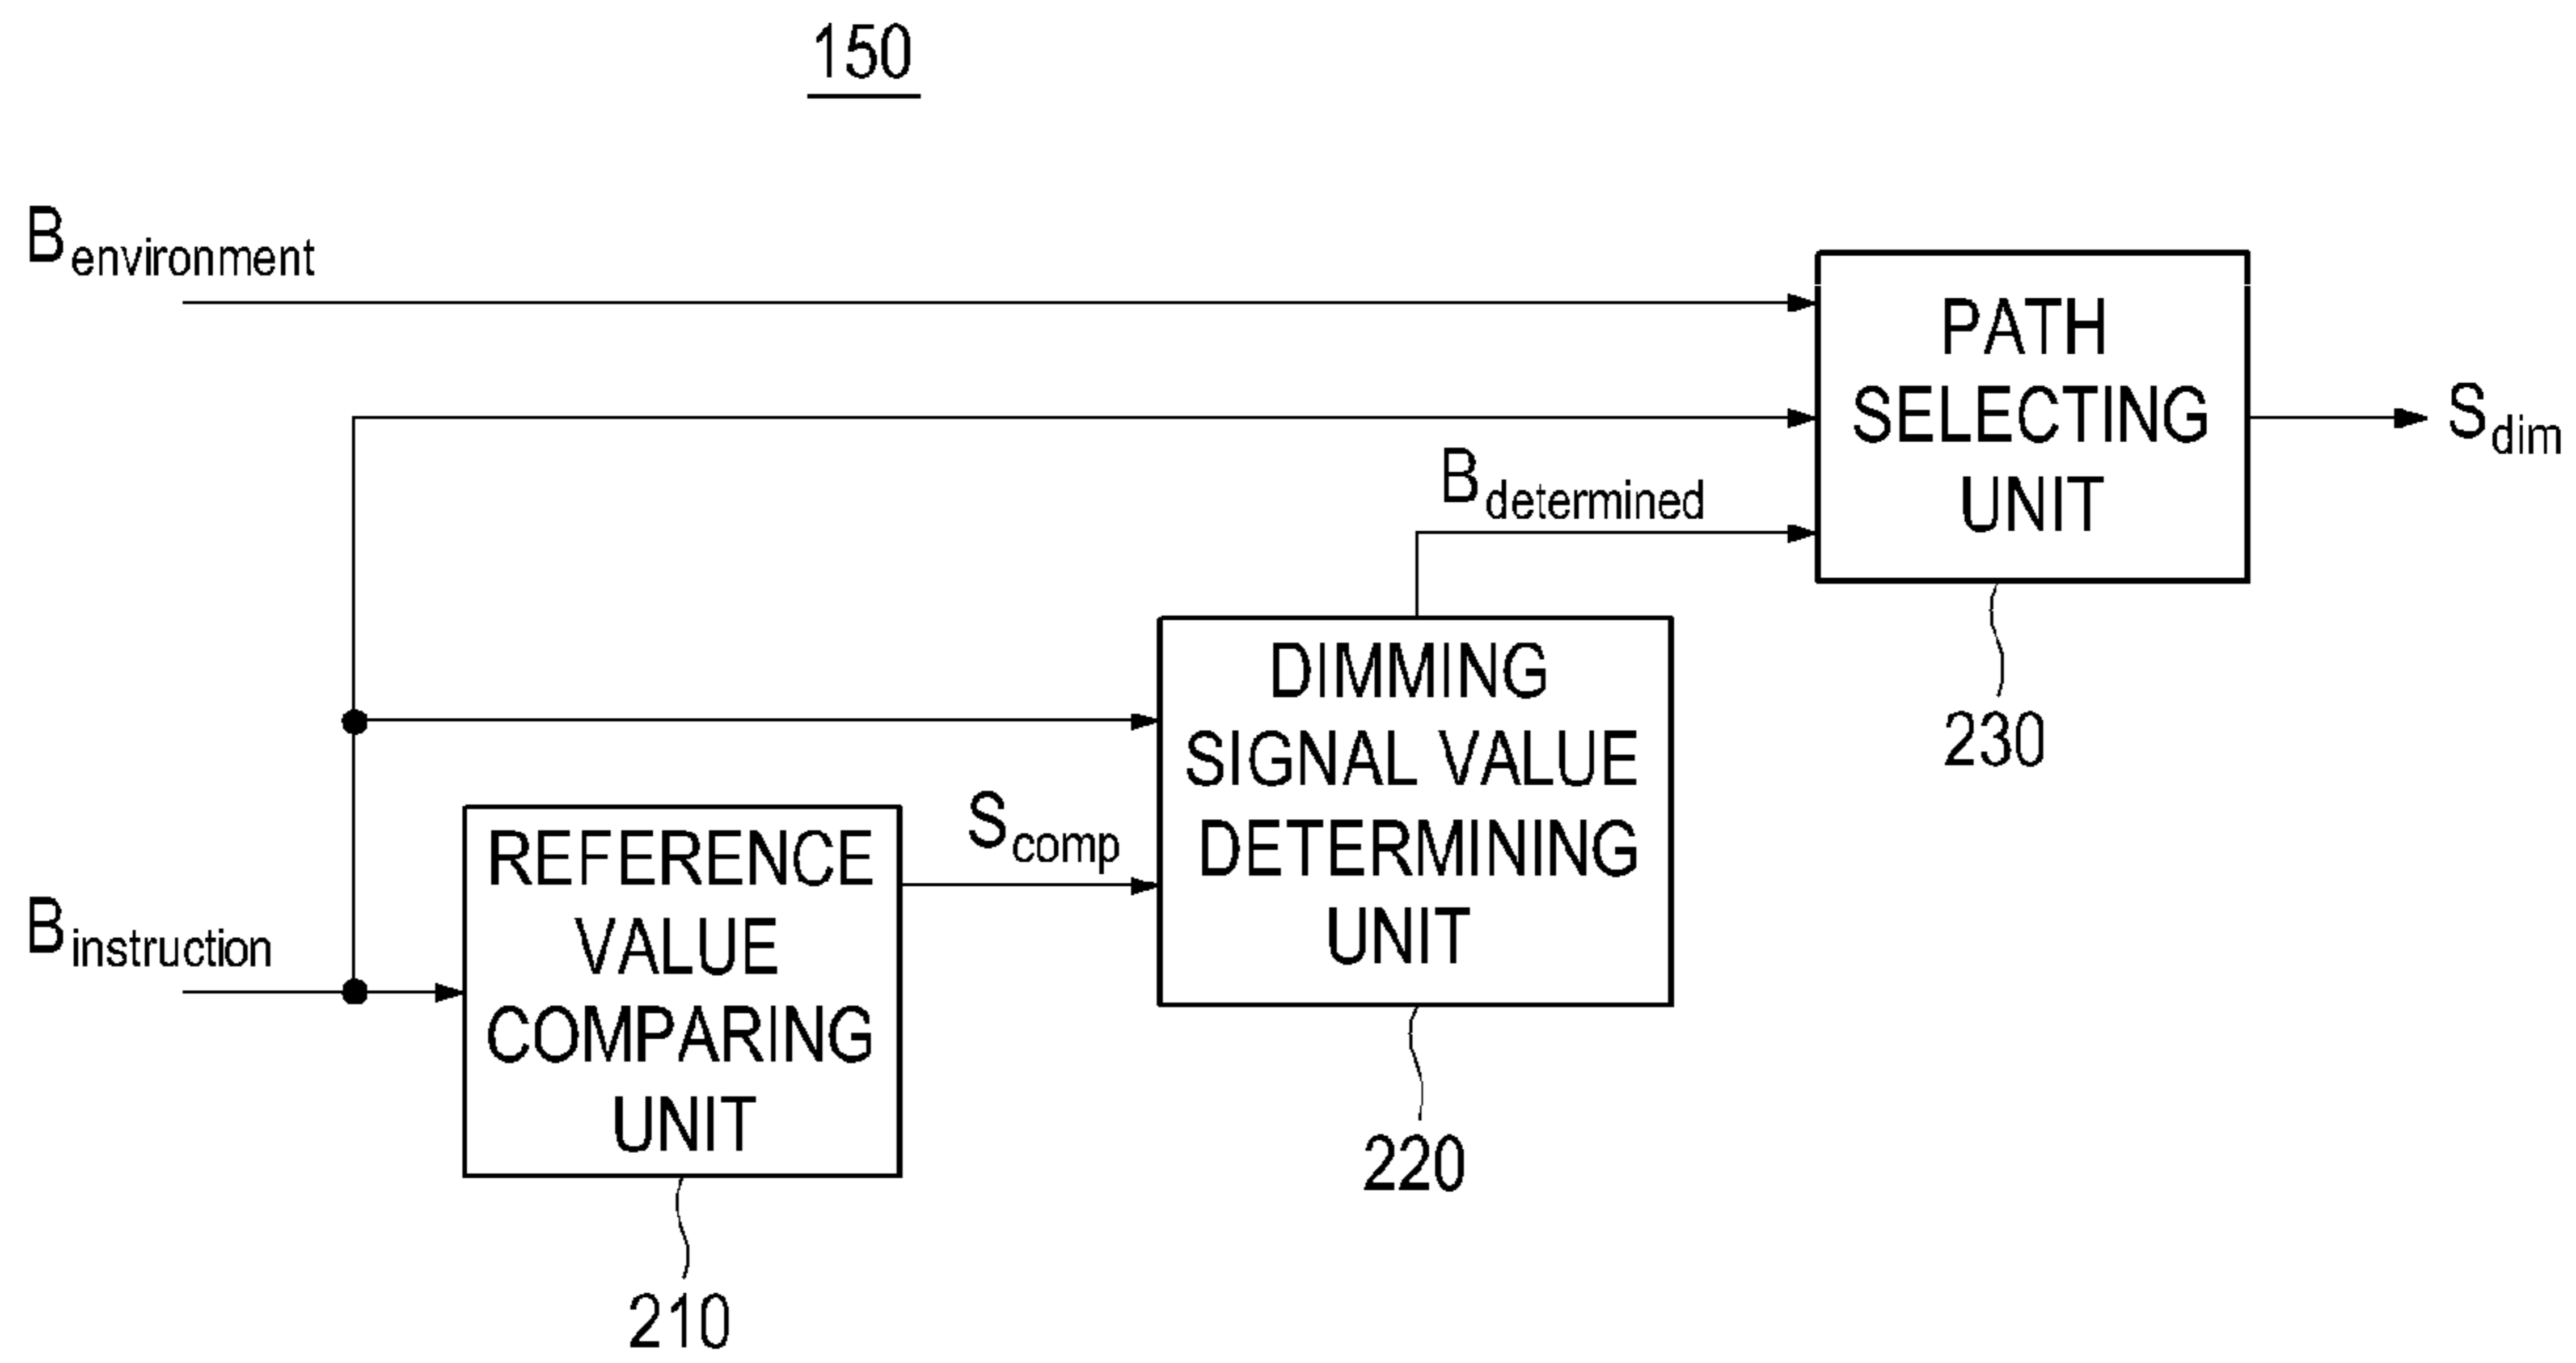 150
B environment
PATH
SELECTING
UNIT
S dim
B determined
230
DIMMING
SIGNAL VALUE
DETERMINING
UNIT
S comp
220
B instruction
REFERENCE
VALUE
COMPARING
UNIT
210